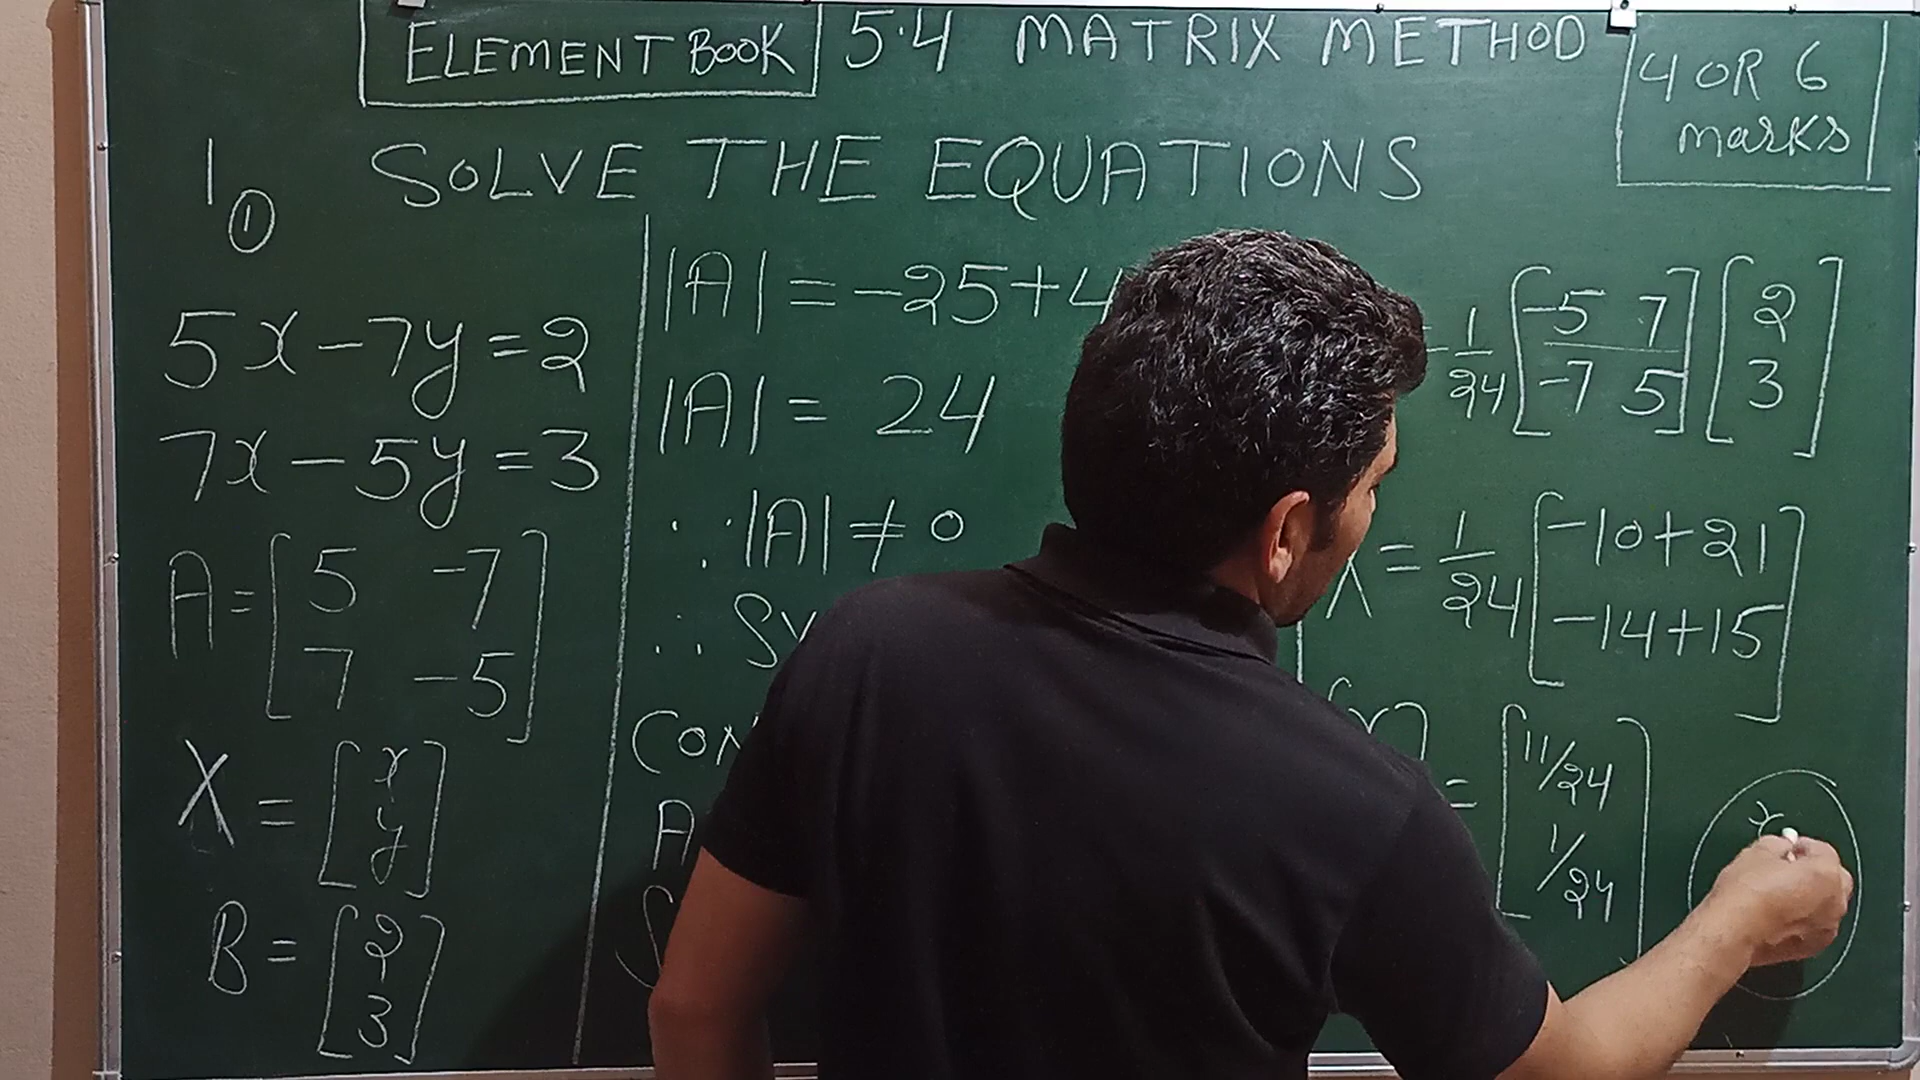 ELEMENT BOOK 5.4 MATRIX METHOD
4 OR 6
marks
1 ① SOLVE THE EQUATIONS
5x-7y=2
7x-5y=3
A=[5 -7
7 -5]
X=[x
y]
B=[2
3]
|A|=-25+4
|A|= 24
∵|A|≠0
∴ Sy
Con
A
1/24 [-5 7
-7 5] [2
3]
X=1/24 [-10+21
-14+15]
= [11/24
1/24]
x